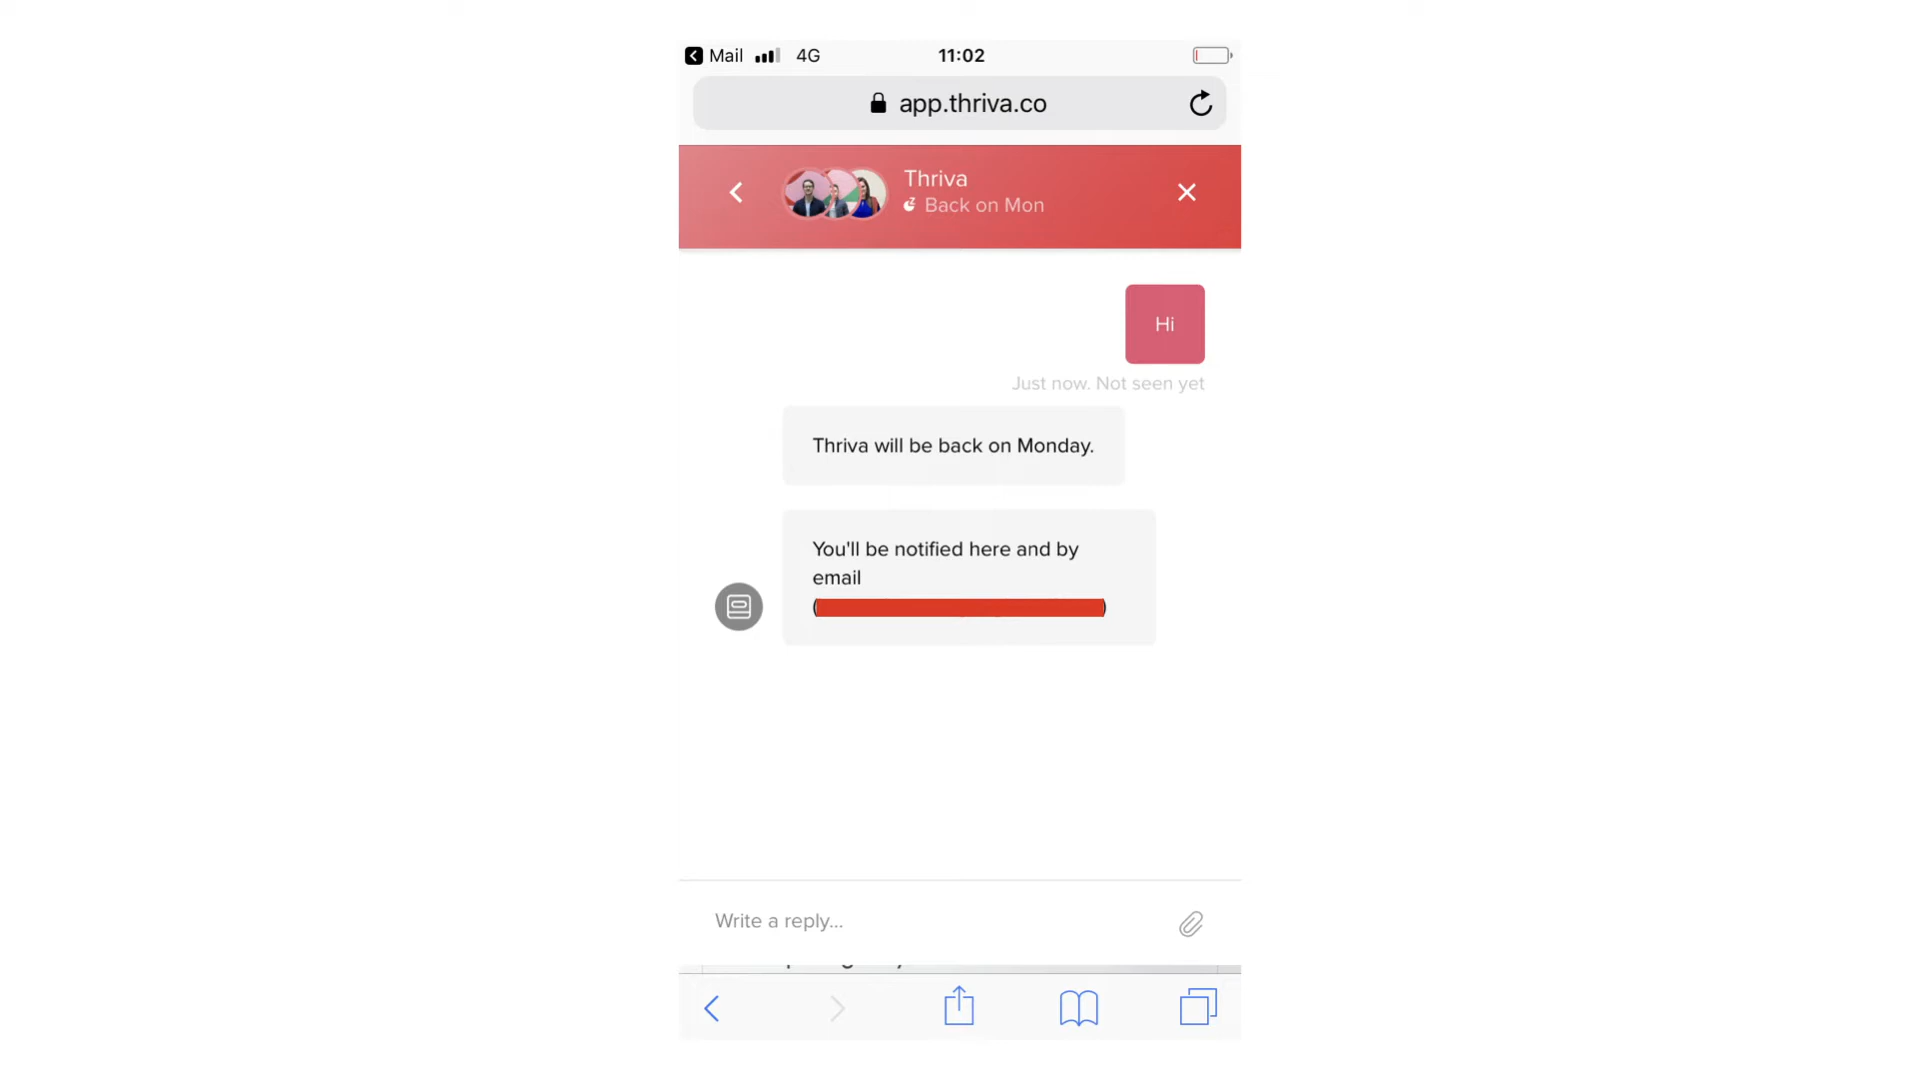 Mail 4G 11:02
app.thriva.co
Thriva
Back on Mon
Hi
Just now. Not seen yet
Thriva will be back on Monday.
You'll be notified here and by
email
( )
Write a reply...